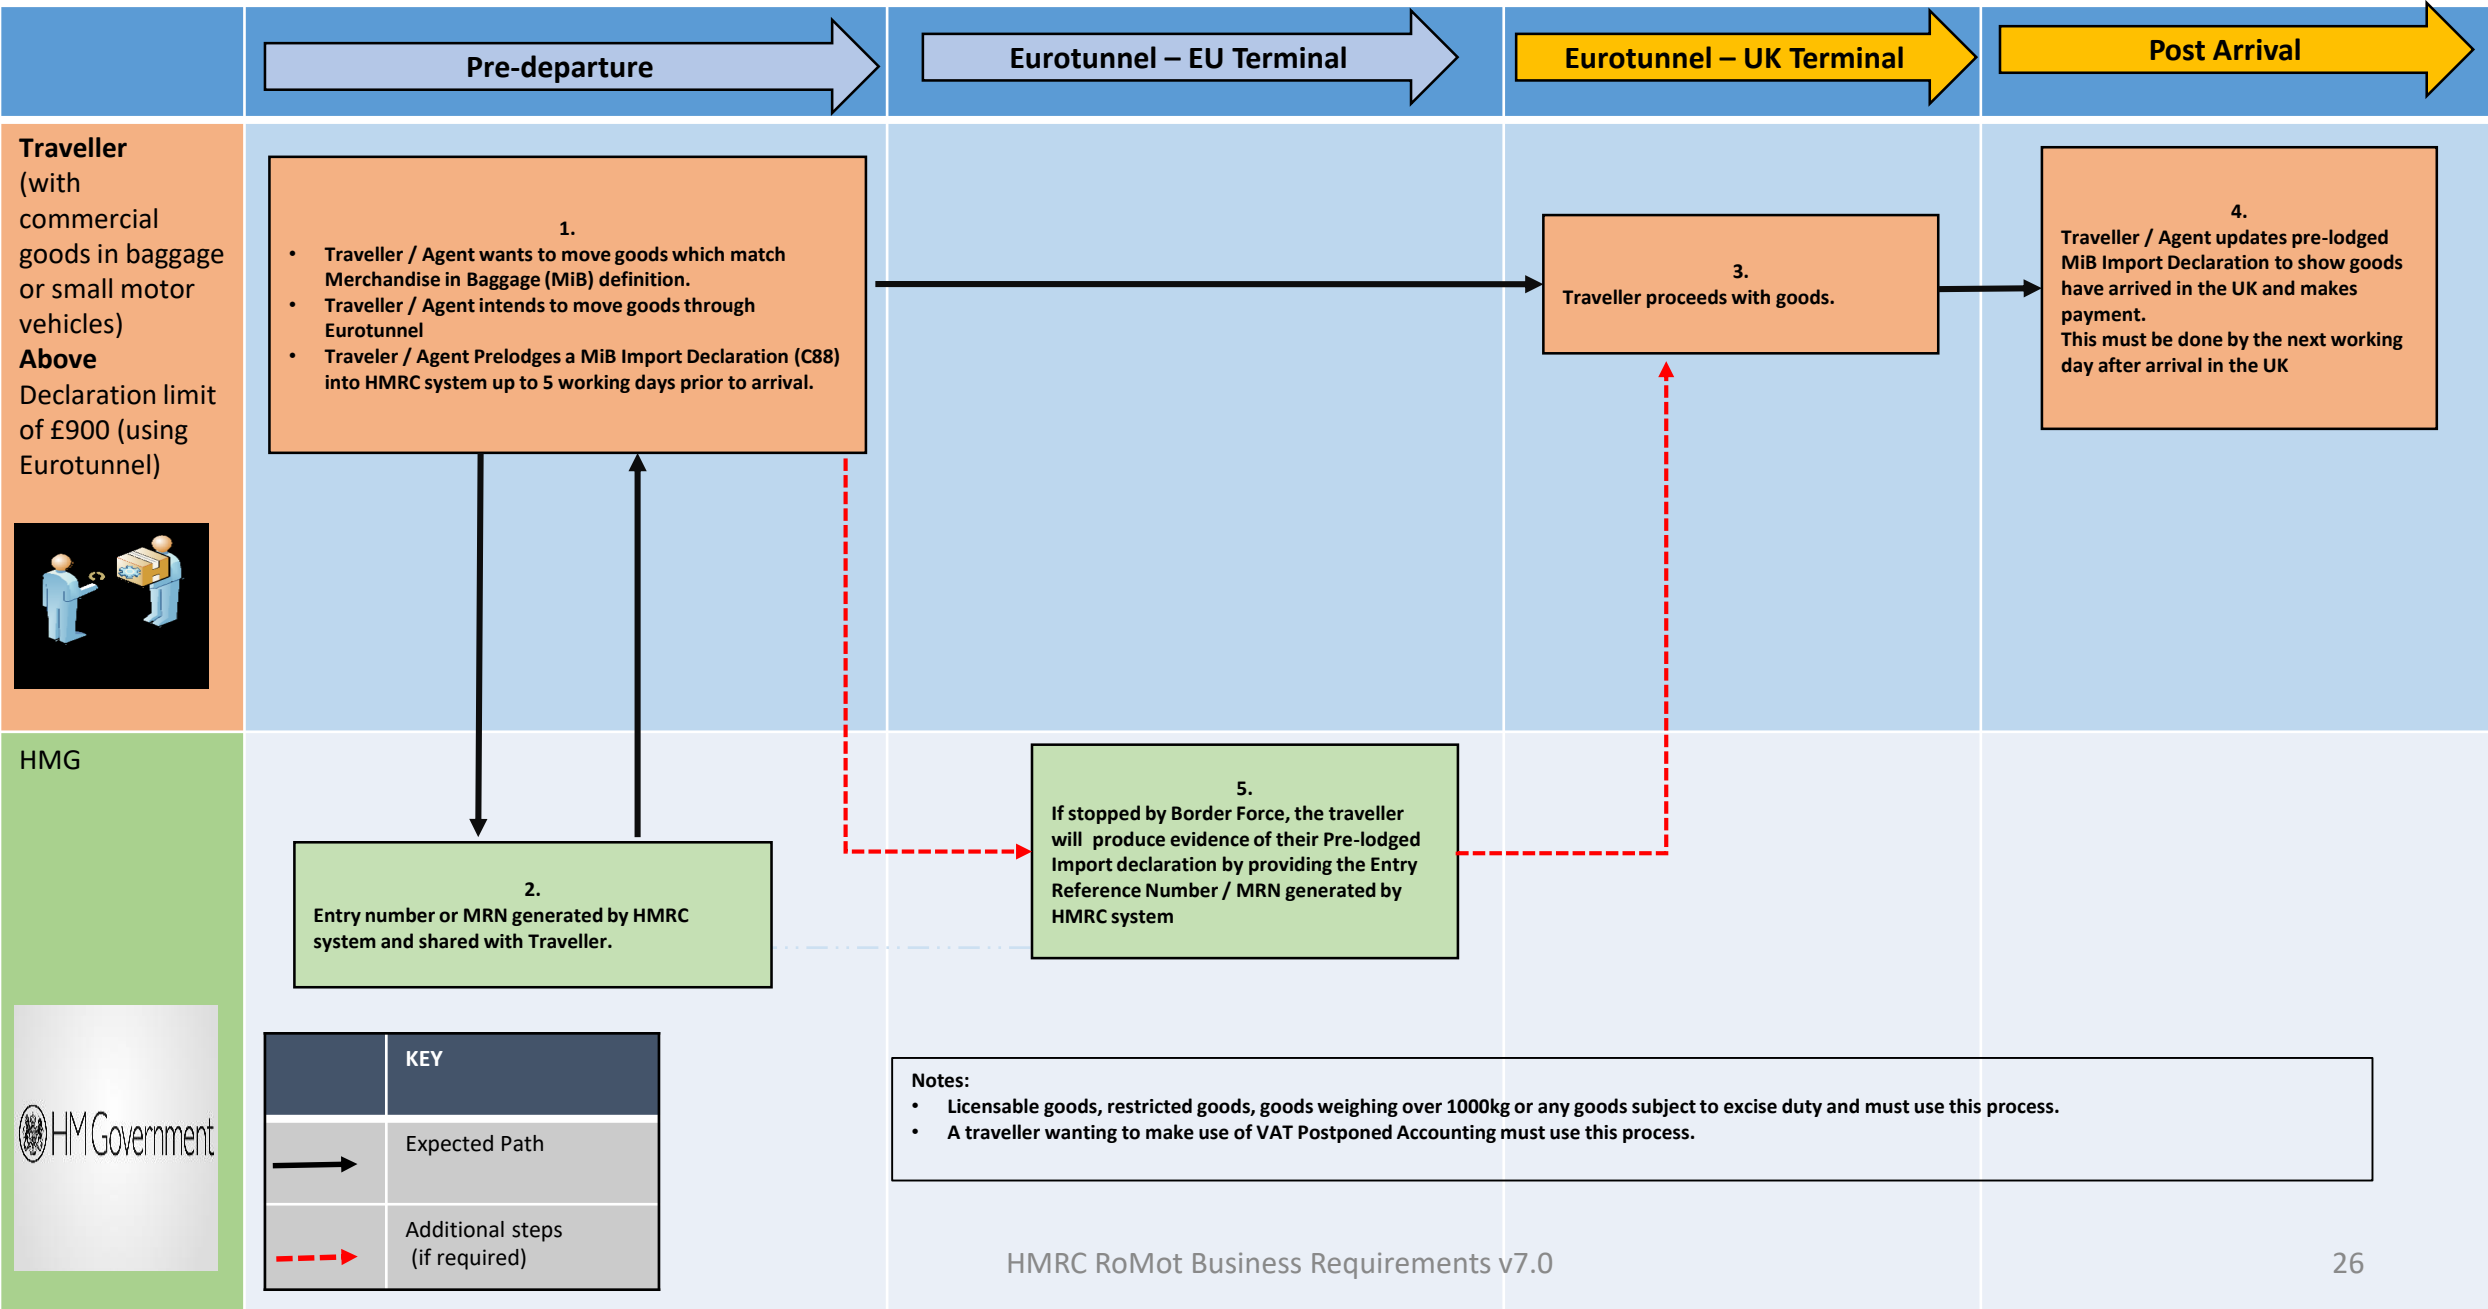 Pre-departure
Eurotunnel – EU Terminal
Eurotunnel – UK Terminal
Post Arrival
Traveller
(with
commercial
goods in baggage
or small motor
vehicles)
Above
Declaration limit
of £900 (using
Eurotunnel)
1.
• Traveller / Agent wants to move goods which match
Merchandise in Baggage (MiB) definition.
• Traveller / Agent intends to move goods through
Eurotunnel
• Traveler / Agent Prelodges a MiB Import Declaration (C88)
into HMRC system up to 5 working days prior to arrival.
3.
Traveller proceeds with goods.
4.
Traveller / Agent updates pre-lodged
MiB Import Declaration to show goods
have arrived in the UK and makes
payment.
This must be done by the next working
day after arrival in the UK
HMG
2.
Entry number or MRN generated by HMRC
system and shared with Traveller.
5.
If stopped by Border Force, the traveller
will produce evidence of their Pre-lodged
Import declaration by providing the Entry
Reference Number / MRN generated by
HMRC system
HM Government
KEY
Expected Path
Additional steps
(if required)
Notes:
• Licensable goods, restricted goods, goods weighing over 1000kg or any goods subject to excise duty and must use this process.
• A traveller wanting to make use of VAT Postponed Accounting must use this process.
HMRC RoMot Business Requirements v7.0
26